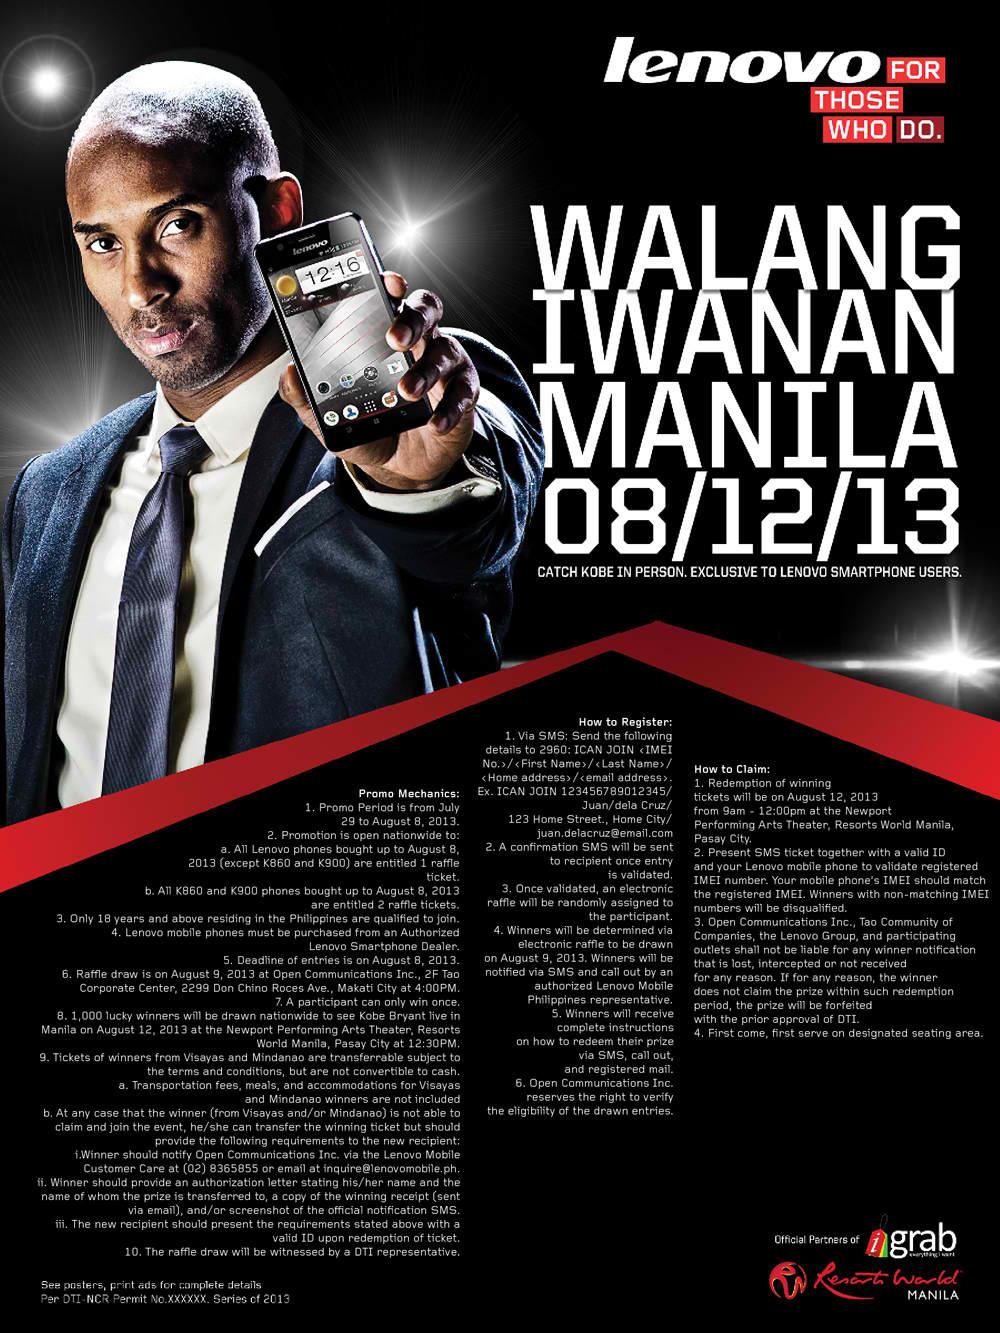 lenovo FOR
THOSE
WHO DO.
lenovo
12:16
WALANG
IWANAN
MANILA
08/12/13
CATCH KOBE IN PERSON. EXCLUSIVE TO LENOVO SMARTPHONE USERS.
Promo Mechanics:
1. Promo Period is from July
29 to August 8, 2013.
2. Promotion is open nationwide to:
a. All Lenovo phones bought up to August 8,
2013 (except K860 and K900) are entitled 1 raffle
ticket.
b. All K860 and K900 phones bought up to August 8, 2013
are entitled 2 raffle tickets.
3. Only 18 years and above residing in the Philippines are qualified to join.
4. Lenovo mobile phones must be purchased from an Authorized
Lenovo Smartphone Dealer.
5. Deadline of entries is on August 8, 2013.
6. Raffle draw is on August 9, 2013 at Open Communications Inc., 2F Tao
Corporate Center, 2299 Don Chino Roces Ave., Makati City at 4:00PM.
7. A participant can only win once.
8. 1,000 lucky winners will be drawn nationwide to see Kobe Bryant live in
Manila on August 12, 2013 at the Newport Performing Arts Theater, Resorts
World Manila, Pasay City at 12:30PM.
9. Tickets of winners from Visayas and Mindanao are transferrable subject to
the terms and conditions, but are not convertible to cash.
a. Transportation fees, meals, and accommodations for Visayas
and Mindanao winners are not included
b. At any case that the winner (from Visayas and/or Mindanao) is not able to
claim and join the event, he/she can transfer the winning ticket but should
provide the following requirements to the new recipient:
i.Winner should notify Open Communications Inc. via the Lenovo Mobile
Customer Care at (02) 8365855 or email at inquire@lenovomobile.ph.
ii. Winner should provide an authorization letter stating his/her name and the
name of whom the prize is transferred to, a copy of the winning receipt (sent
via email), and/or screenshot of the official notification SMS.
iii. The new recipient should present the requirements stated above with a
valid ID upon redemption of ticket.
10. The raffle draw will be witnessed by a DTI representative.
How to Register:
1. Via SMS: Send the following
details to 2960: ICAN JOIN <IMEI
No.>/<First Name>/<Last Name>/
<Home address>/<email address>.
Ex. ICAN JOIN 123456789012345/
Juan/dela Cruz/
123 Home Street., Home City/
juan.delacruz@email.com
2. A confirmation SMS will be sent
to recipient once entry
is validated.
3. Once validated, an electronic
raffle will be randomly assigned to
the participant.
4. Winners will be determined via
electronic raffle to be drawn
on August 9, 2013. Winners will be
notified via SMS and call out by an
authorized Lenovo Mobile
Philippines representative.
5. Winners will receive
complete instructions
on how to redeem their prize
via SMS, call out,
and registered mail.
6. Open Communications Inc.
reserves the right to verify
the eligibility of the drawn entries.
How to Claim:
1. Redemption of winning
tickets will be on August 12, 2013
from 9am - 12:00pm at the Newport
Performing Arts Theater, Resorts World Manila,
Pasay City.
2. Present SMS ticket together with a valid ID
and your Lenovo mobile phone to validate registered
IMEI number. Your mobile phone's IMEI should match
the registered IMEI. Winners with non-matching IMEI
numbers will be disqualified.
3. Open Communications Inc., Tao Community of
Companies, the Lenovo Group, and participating
outlets shall not be liable for any winner notification
that is lost, intercepted or not received
for any reason. If for any reason, the winner
does not claim the prize within such redemption
period, the prize will be forfeited
with the prior approval of DTI.
4. First come, first serve on designated seating area.
See posters, print ads for complete details
Per DTI-NCR Permit No.XXXXXX. Series of 2013
Official Partners of igrab
everything i want
Resorts World
MANILA